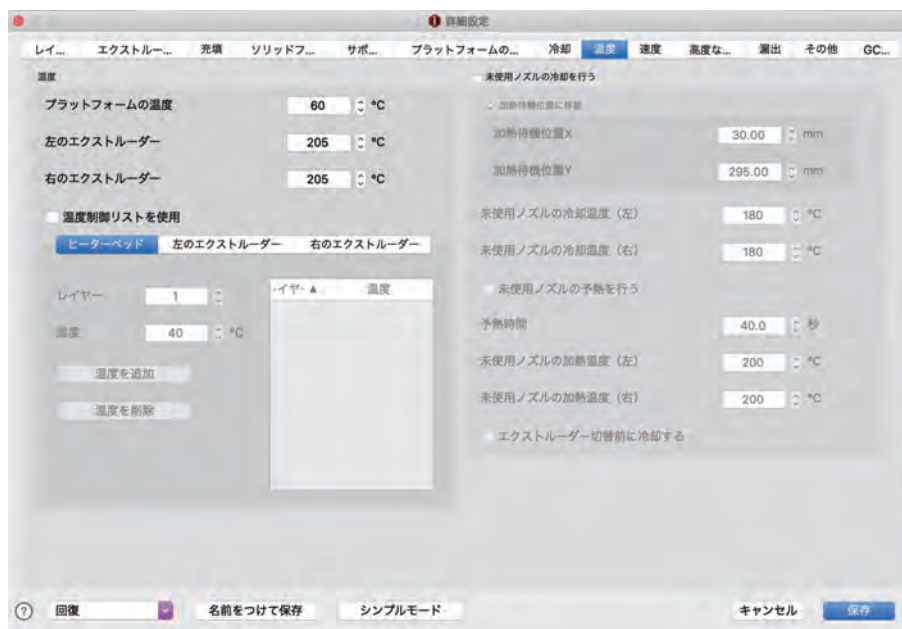 詳細設定
レイ... エクストルー... 充填 ソリッドフ... サポ... プラットフォームの... 冷却 温度 速度 高度な... 漏出 その他 GC...
温度
プラットフォームの温度 60 °C
左のエクストルーダー 205 °C
右のエクストルーダー 205 °C
温度制御リストを使用
ヒーターベッド 左のエクストルーダー 右のエクストルーダー
レイヤー 1
温度 40 °C
温度を追加
温度を削除
イヤ· ▲ 温度
未使用ノズルの冷却を行う
加熱待機位置に移動
加熱待機位置X 30.00 mm
加熱待機位置Y 295.00 mm
未使用ノズルの冷却温度（左） 180 °C
未使用ノズルの冷却温度（右） 180 °C
未使用ノズルの予熱を行う
予熱時間 40.0 秒
未使用ノズルの加熱温度（左） 200 °C
未使用ノズルの加熱温度（右） 200 °C
エクストルーダー切替前に冷却する
? 回復 名前をつけて保存 シンプルモード キャンセル 保存